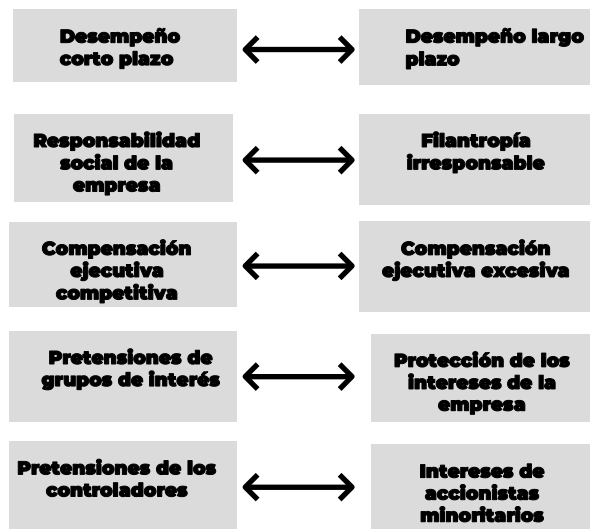 Desempeño
corto plazo
Desempeño largo
plazo
Responsabilidad
social de la
empresa
Filantropía
irresponsable
Compensación
ejecutiva
competitiva
Compensación
ejecutiva excesiva
Pretensiones de
grupos de interés
Protección de los
intereses de la
empresa
Pretensiones de los
controladores
Intereses de
accionistas
minoritarios